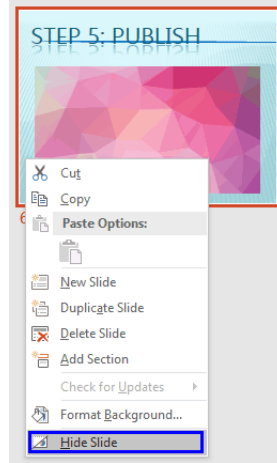 STEP 5: PUBLISH
6
Cut
Copy
Paste Options:
New Slide
Duplicate Slide
Delete Slide
Add Section
Check for Updates
Format Background...
Hide Slide